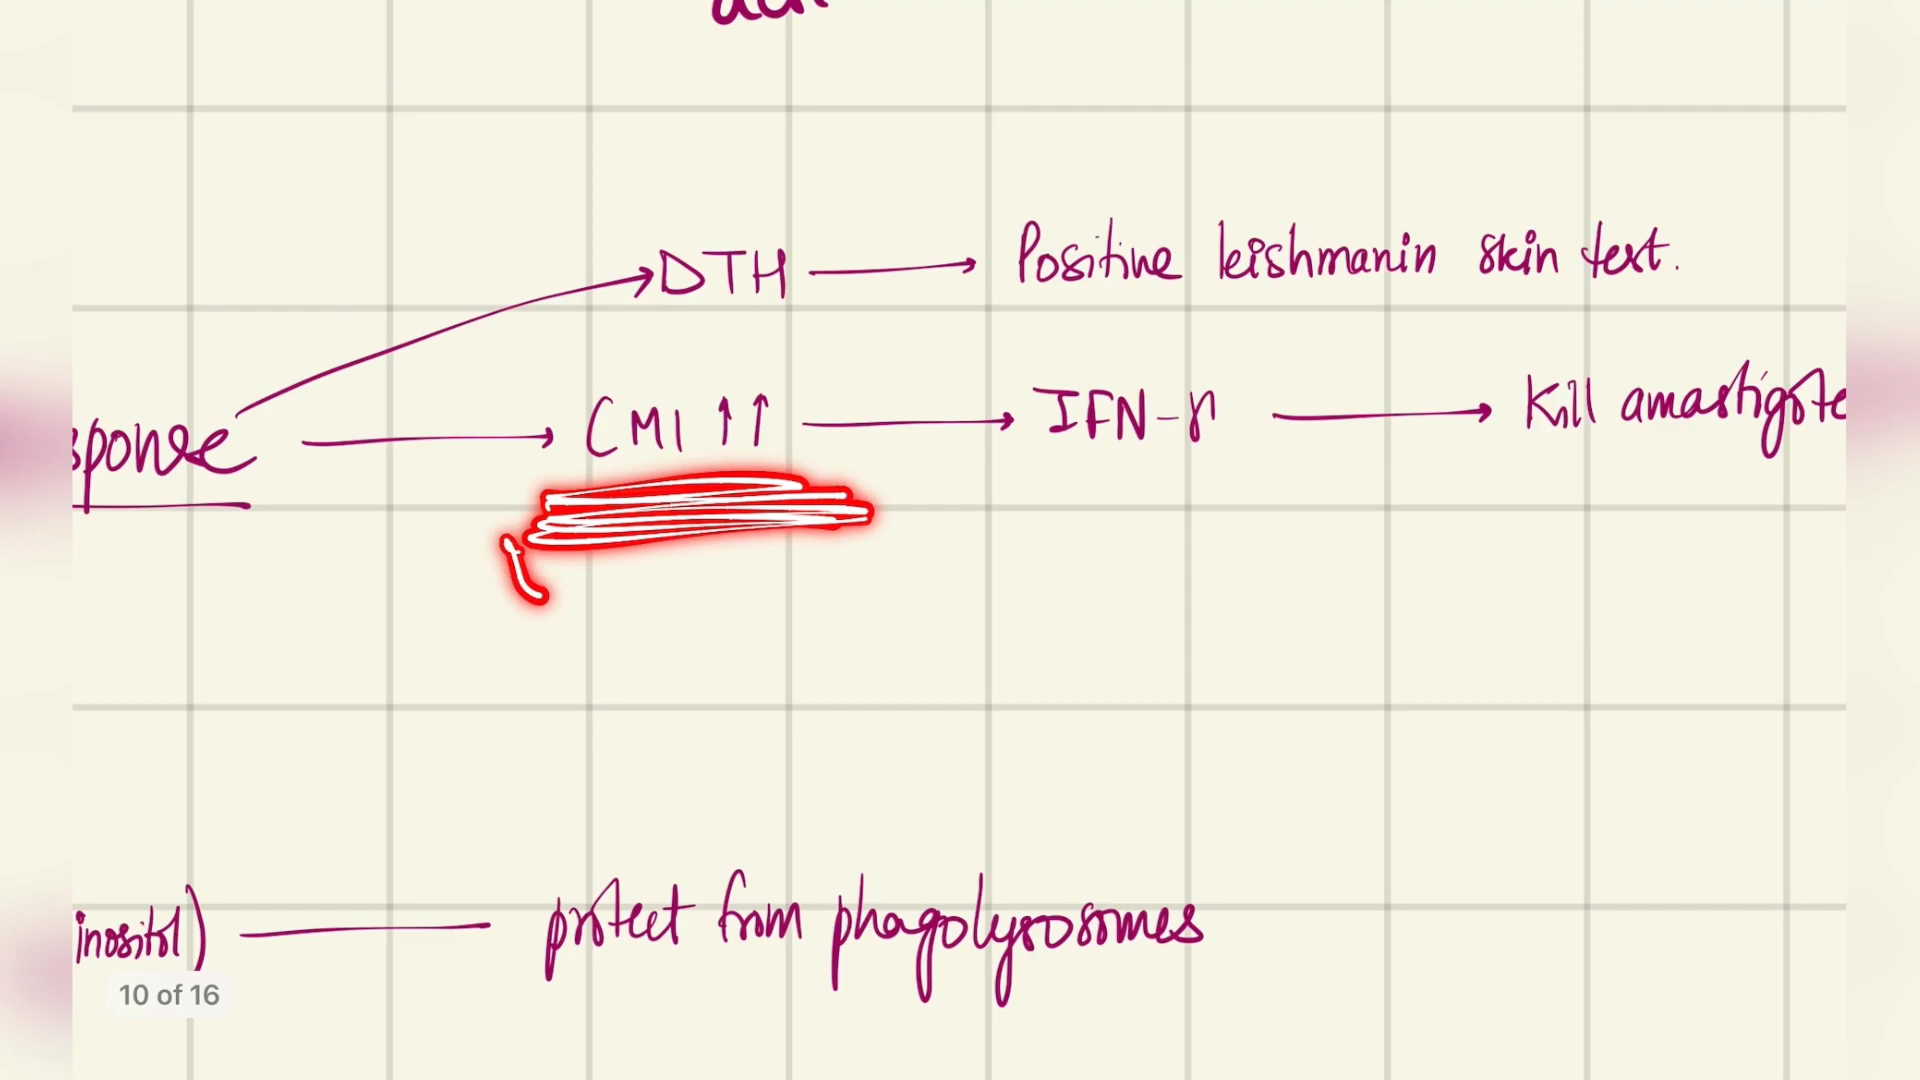 DTH → Positive leishmanin skin test.
sponse → CMI ↑↑ → IFN-γ → Kill amastigote
inositol) — protect from phagolysosomes
10 of 16